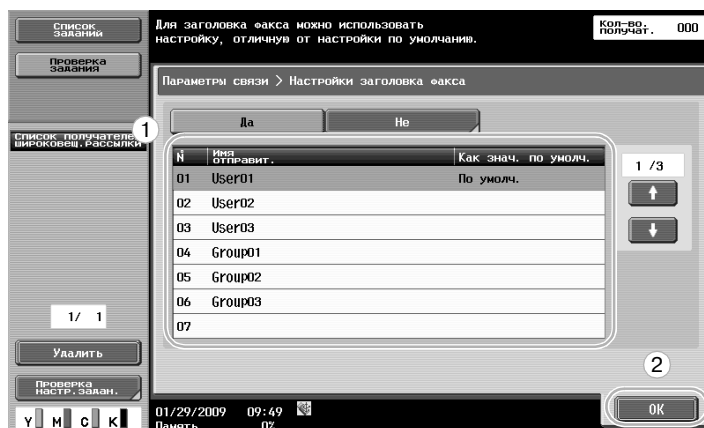 Список
заданий
Для заголовка факса можно использовать
настройку, отличную от настройки по умолчанию.
Кол-во.
получат.
000
Проверка
задания
Параметры связи > Настройки заголовка факса
1
Да
Не
Список получателе
широковещ.рассылки
№
Имя
отправит.
Как знач. по умолч.
01 User01 По умолч.
02 User02
03 User03
04 Group01
05 Group02
06 Group03
07
1 /3
1/ 1
Удалить
2
Проверка
настр.задан.
OK
Y M C K
01/29/2009 09:49
Память 0%